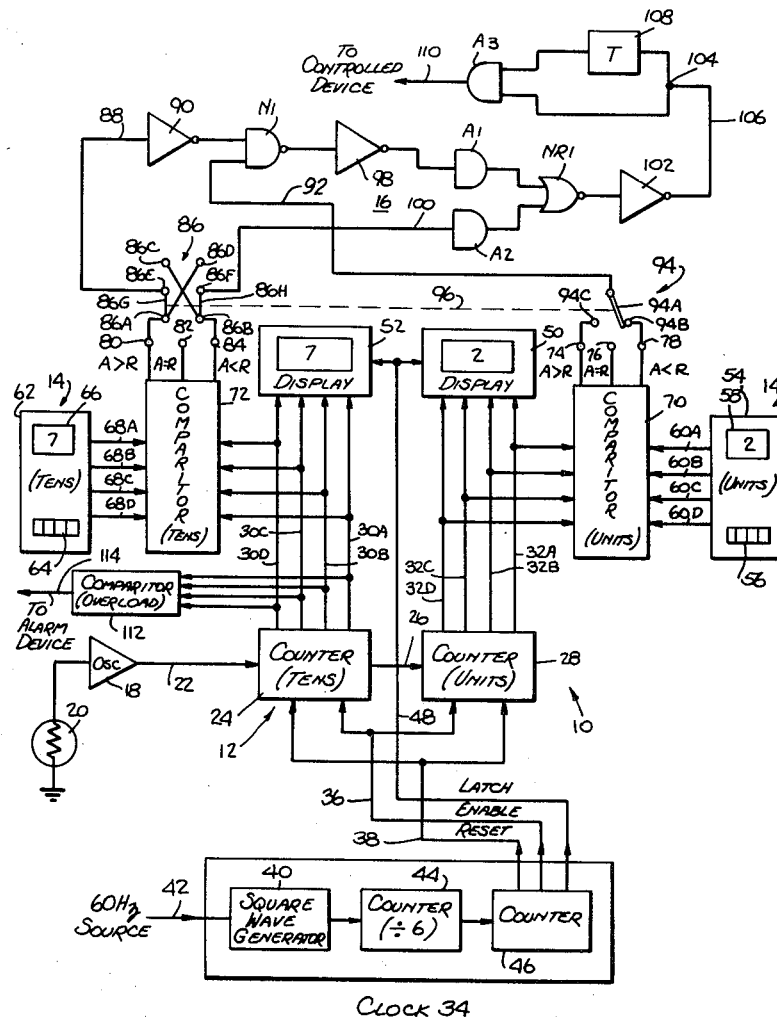 108
A3
104
TO
CONTROLLED
DEVICE
110
T
88
90
N1
A1
106
NR1
98
102
92
16
100
A2
86C
86
86D
86E
86F
94
86G
86H
96
94C
94A
86A
82
86B
52
94B
80
84
74
76
78
50
A>R
A=R
A<R
7
DISPLAY
2
DISPLAY
A>R
A=R
A<R
62
14
66
72
70
54
14
58
7
68A
68B
68C
68D
(TENS)
64
COMPARITOR
(TENS)
COMPARITOR
(UNITS)
60A
60B
60C
60D
2
(UNITS)
56
30C
30D
30A
30B
32C
32D
32A
32B
114
COMPARITOR
(OVERLOAD)
TO
ALARM
DEVICE
112
26
OSC
22
COUNTER
(TENS)
COUNTER
(UNITS)
28
18
24
20
12
48
10
36
LATCH
ENABLE
RESET
38
40
44
60HZ
SOURCE
42
SQUARE
WAVE
GENERATOR
COUNTER
(÷6)
COUNTER
46
CLOCK 34